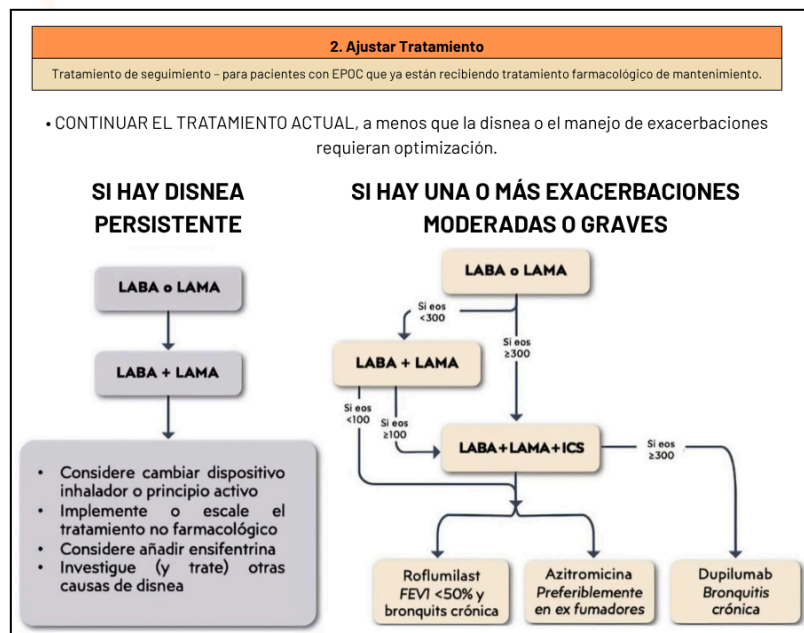 2. Ajustar Tratamiento
Tratamiento de seguimiento – para pacientes con EPOC que ya están recibiendo tratamiento farmacológico de mantenimiento.
• CONTINUAR EL TRATAMIENTO ACTUAL, a menos que la disnea o el manejo de exacerbaciones
requieran optimización.
SI HAY DISNEA
PERSISTENTE
LABA o LAMA
LABA + LAMA
• Considere cambiar dispositivo
inhalador o principio activo
• Implemente o escale el
tratamiento no farmacológico
• Considere añadir ensifentrina
• Investigue (y trate) otras
causas de disnea
SI HAY UNA O MÁS EXACERBACIONES
MODERADAS O GRAVES
LABA o LAMA
Si eos
<300
Si eos
≥300
LABA + LAMA
Si eos
<100
Si eos
≥100
LABA+LAMA+ICS
Si eos
≥300
Roflumilast
FEV1 <50% y
bronquits crónica
Azitromicina
Preferiblemente
en ex fumadores
Dupilumab
Bronquitis
crónica